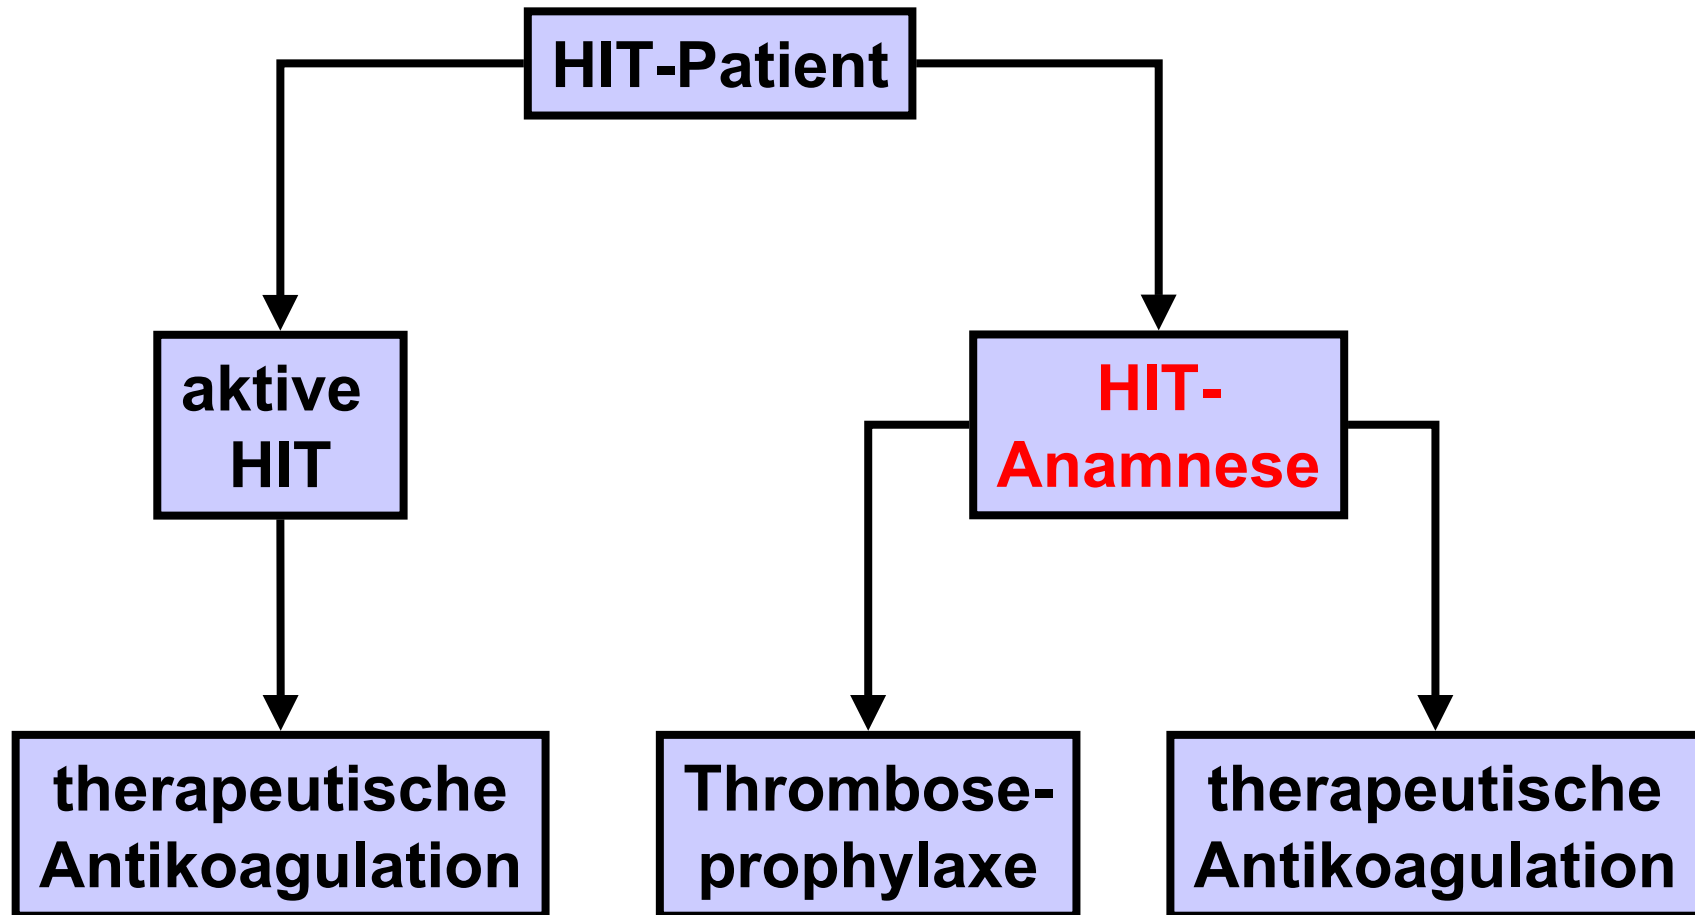 HIT-Patient
aktive
HIT
HIT-
Anamnese
therapeutische
Antikoagulation
Thrombose-
prophylaxe
therapeutische
Antikoagulation